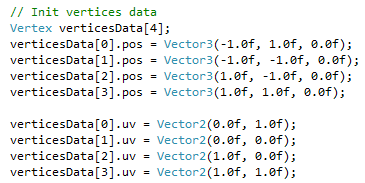 // Init vertices data
Vertex verticesData[4];
verticesData[0].pos = Vector3(-1.0f, 1.0f, 0.0f);
verticesData[1].pos = Vector3(-1.0f, -1.0f, 0.0f);
verticesData[2].pos = Vector3(1.0f, -1.0f, 0.0f);
verticesData[3].pos = Vector3(1.0f, 1.0f, 0.0f);
verticesData[0].uv = Vector2(0.0f, 1.0f);
verticesData[1].uv = Vector2(0.0f, 0.0f);
verticesData[2].uv = Vector2(1.0f, 0.0f);
verticesData[3].uv = Vector2(1.0f, 1.0f);